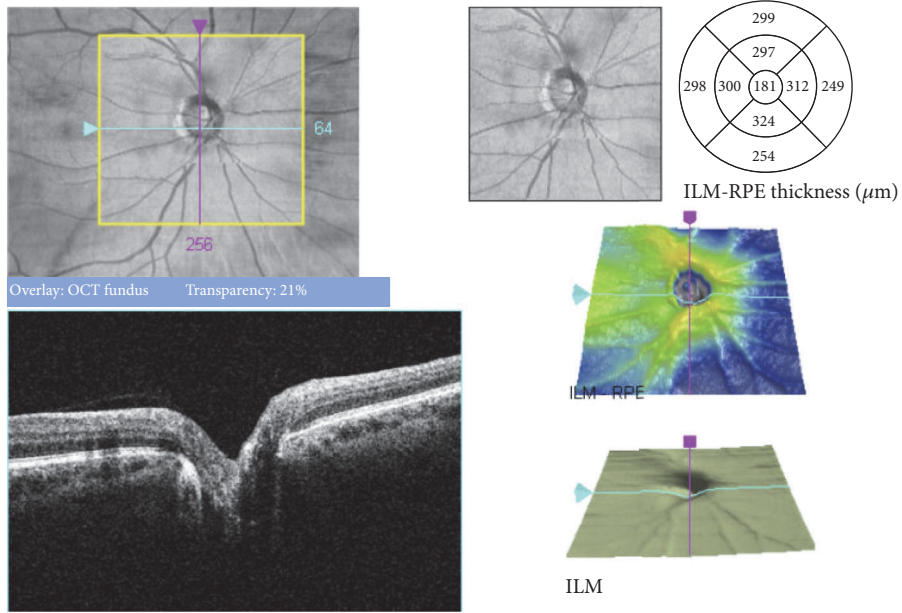 64
256
Overlay: OCT fundus Transparency: 21%
299
297
298 300 181 312 249
324
254
ILM-RPE thickness (μm)
ILM - RPE
ILM